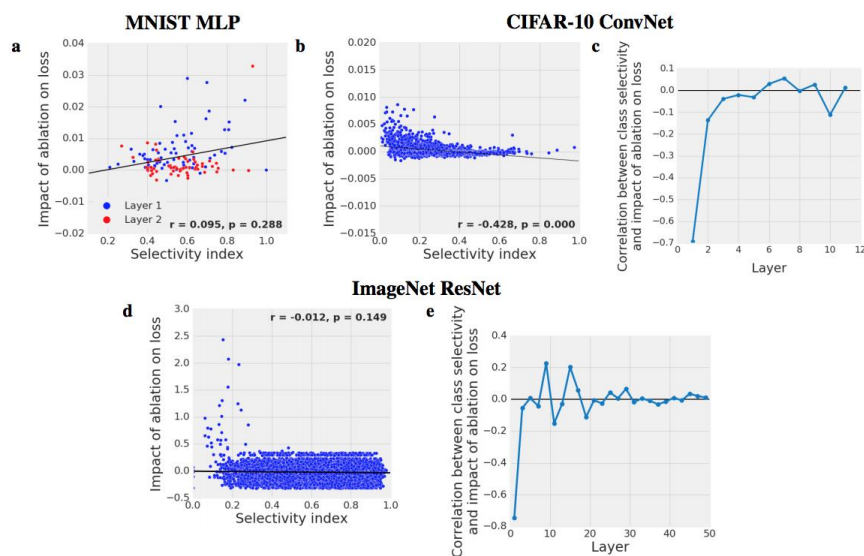 MNIST MLP
CIFAR-10 ConvNet
a
Impact of ablation on loss
0.04
0.03
0.02
0.01
0.00
−0.01
−0.02
0.2
0.4
0.6
0.8
1.0
Selectivity index
Layer 1
Layer 2
r = 0.095, p = 0.288
b
Impact of ablation on loss
0.015
0.010
0.005
0.000
−0.005
−0.010
−0.015
0.0
0.2
0.4
0.6
0.8
1.0
Selectivity index
r = -0.428, p = 0.000
c
Correlation between class selectivity
and impact of ablation on loss
0.1
0.0
−0.1
−0.2
−0.3
−0.4
−0.5
−0.6
−0.7
0
2
4
6
8
10
12
Layer
ImageNet ResNet
d
Impact of ablation on loss
3.0
2.5
2.0
1.5
1.0
0.5
0.0
−0.5
0.0
0.2
0.4
0.6
0.8
1.0
Selectivity index
r = -0.012, p = 0.149
e
Correlation between class selectivity
and impact of ablation on loss
0.4
0.2
0.0
−0.2
−0.4
−0.6
−0.8
0
10
20
30
40
50
Layer